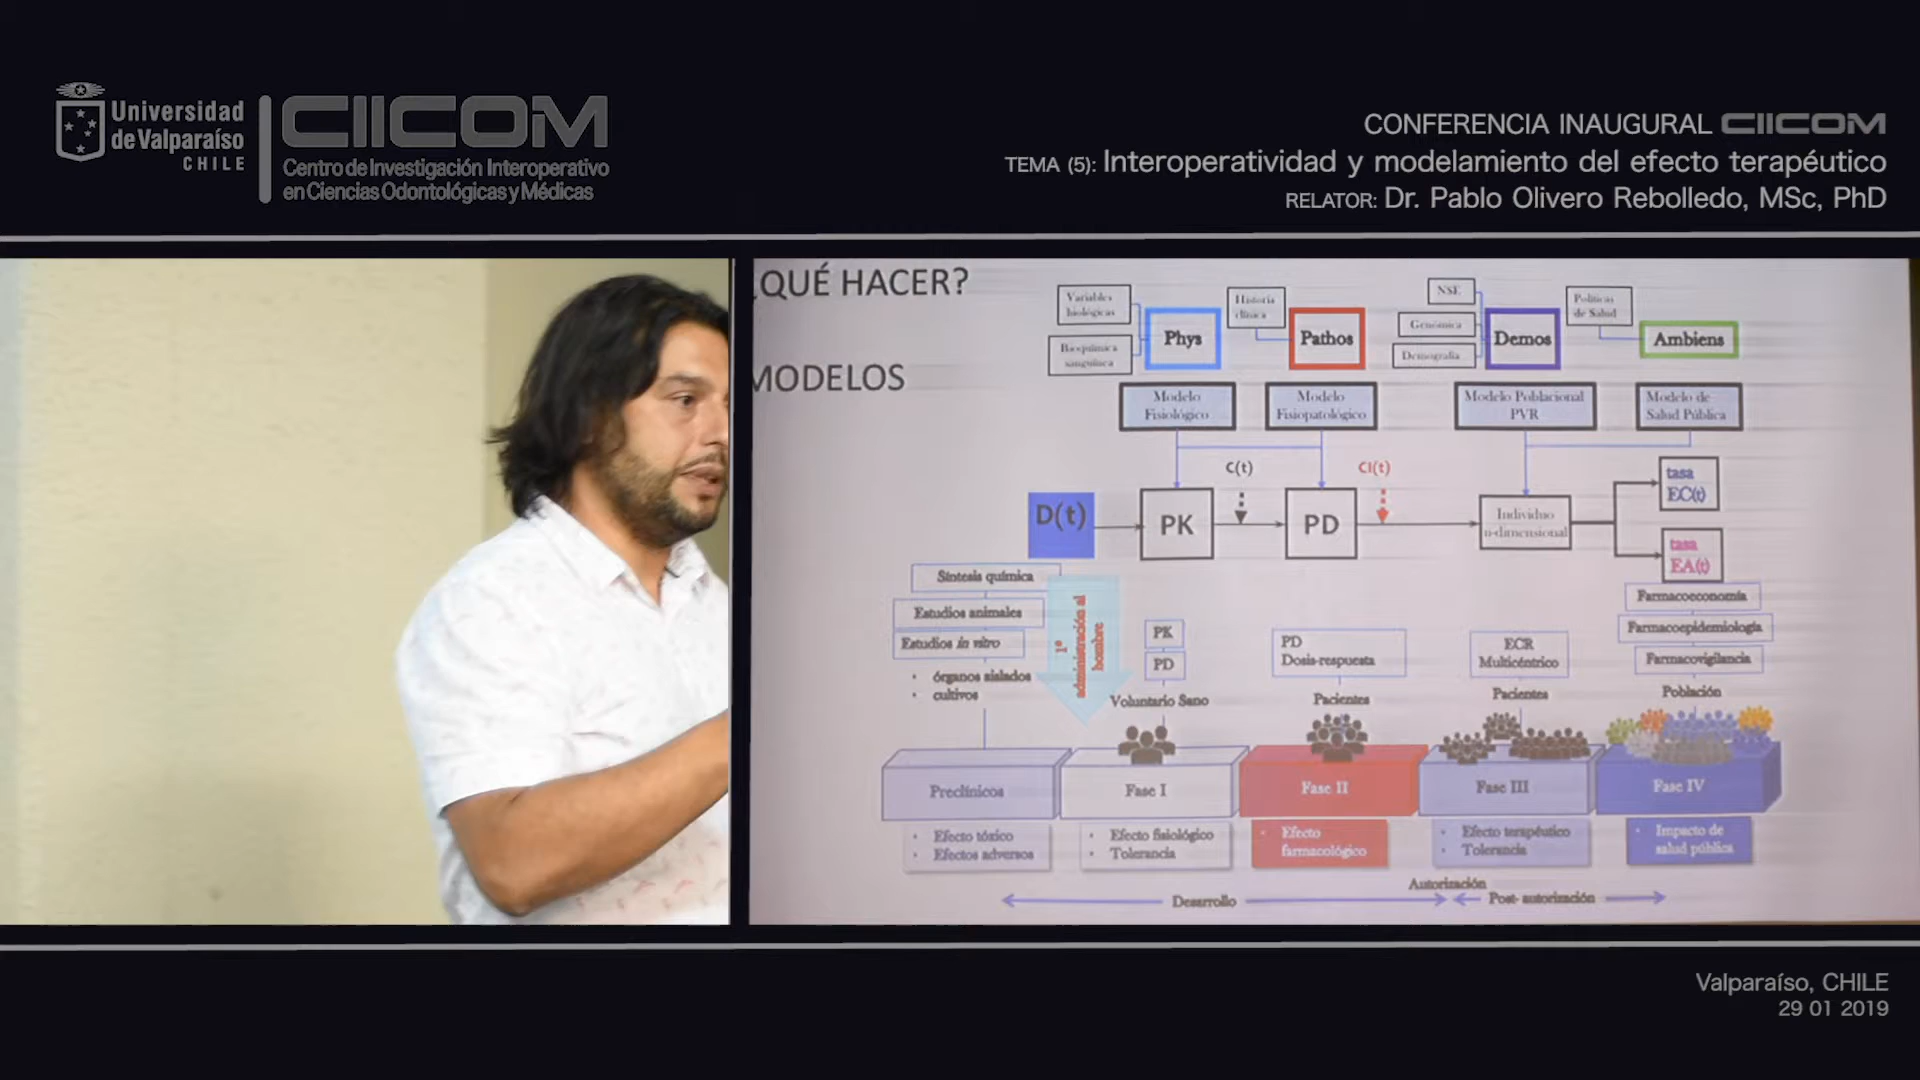 Universidad
de Valparaíso
CHILE
CIICOM
Centro de Investigación Interoperativo
en Ciencias Odontológicas y Médicas
CONFERENCIA INAUGURAL CIICOM
TEMA (5): Interoperatividad y modelamiento del efecto terapéutico
RELATOR: Dr. Pablo Olivero Rebolledo, MSc, PhD
QUÉ HACER?
MODELOS
Variables
biológicas
Bioquímica
sanguínea
Phys
Historia
clínica
Pathos
NSE
Genómica
Demografía
Demos
Políticas
de Salud
Ambiens
Modelo
Fisiológico
Modelo
Fisiopatológico
Modelo Poblacional
PVR
Modelo de
Salud Pública
C(t)
CI(t)
D(t)
PK
PD
Individuo
n-dimensional
tasa
EC(t)
tasa
EA(t)
Síntesis química
Estudios animales
Estudios in vitro
• órganos aislados
• cultivos
1º
administración al
hombre
PK
PD
Voluntario Sano
PD
Dosis-respuesta
Pacientes
ECR
Multicéntrico
Pacientes
Farmacoeconomía
Farmacoepidemiología
Farmacovigilancia
Población
Preclínicos
Fase I
Fase II
Fase III
Fase IV
• Efecto tóxico
• Efectos adversos
• Efecto fisiológico
• Tolerancia
• Efecto
farmacológico
• Efecto terapéutico
• Tolerancia
• Impacto de
salud pública
Desarrollo
Autorización
Post- autorización
Valparaíso, CHILE
29 01 2019